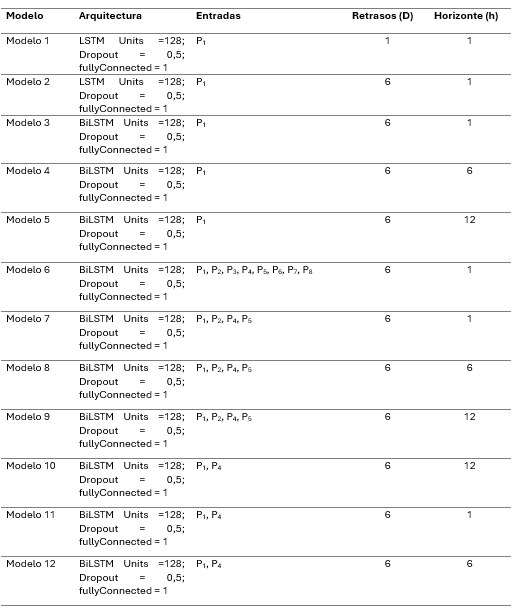 Modelo Arquitectura Entradas Retrasos (D) Horizonte (h)
Modelo 1 LSTM Units =128; P₁ 1 1
Dropout = 0,5;
fullyConnected = 1
Modelo 2 LSTM Units =128; P₁ 6 1
Dropout = 0,5;
fullyConnected = 1
Modelo 3 BiLSTM Units =128; P₁ 6 1
Dropout = 0,5;
fullyConnected = 1
Modelo 4 BiLSTM Units =128; P₁ 6 6
Dropout = 0,5;
fullyConnected = 1
Modelo 5 BiLSTM Units =128; P₁ 6 12
Dropout = 0,5;
fullyConnected = 1
Modelo 6 BiLSTM Units =128; P₁, P₂, P₃, P₄, P₅, P₆, P₇, P₈ 6 1
Dropout = 0,5;
fullyConnected = 1
Modelo 7 BiLSTM Units =128; P₁, P₂, P₄, P₅ 6 1
Dropout = 0,5;
fullyConnected = 1
Modelo 8 BiLSTM Units =128; P₁, P₂, P₄, P₅ 6 6
Dropout = 0,5;
fullyConnected = 1
Modelo 9 BiLSTM Units =128; P₁, P₂, P₄, P₅ 6 12
Dropout = 0,5;
fullyConnected = 1
Modelo 10 BiLSTM Units =128; P₁, P₄ 6 12
Dropout = 0,5;
fullyConnected = 1
Modelo 11 BiLSTM Units =128; P₁, P₄ 6 1
Dropout = 0,5;
fullyConnected = 1
Modelo 12 BiLSTM Units =128; P₁, P₄ 6 6
Dropout = 0,5;
fullyConnected = 1